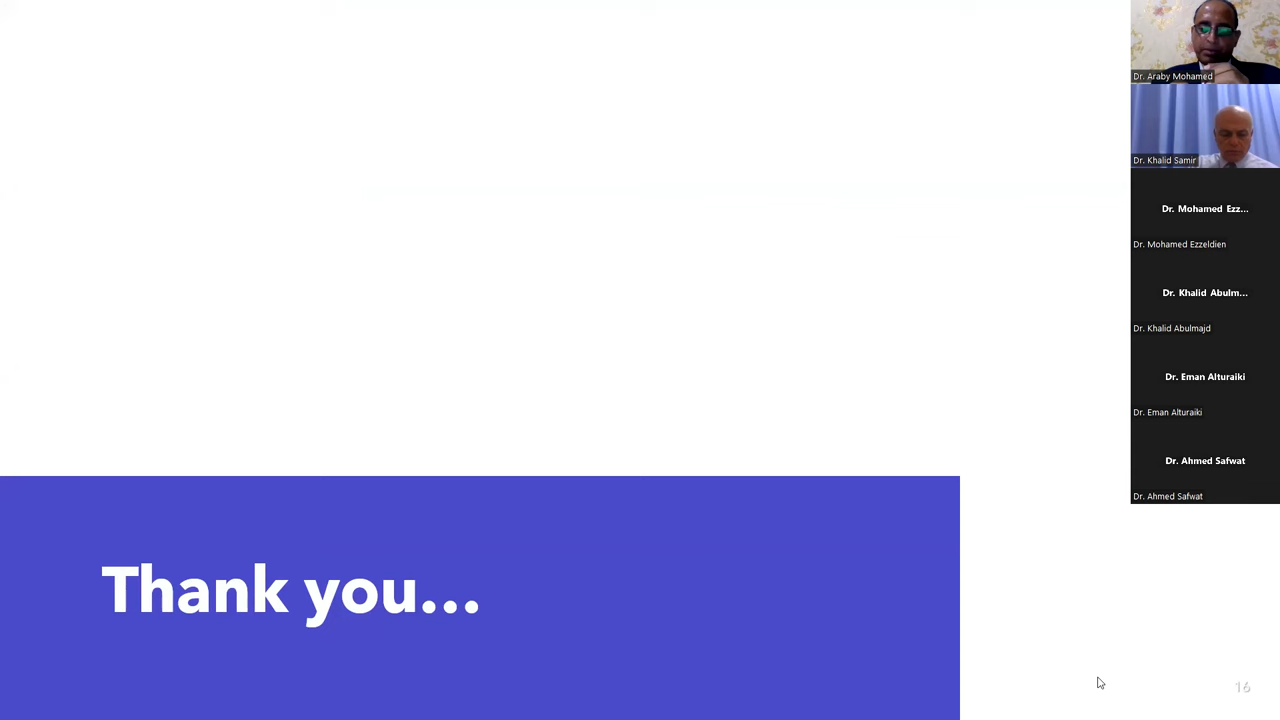 Dr. Araby Mohamed
Dr. Khalid Samir
Dr. Mohamed Ezz...
Dr. Mohamed Ezzeldien
Dr. Khalid Abulm...
Dr. Khalid Abulmajd
Dr. Eman Alturaiki
Dr. Eman Alturaiki
Dr. Ahmed Safwat
Dr. Ahmed Safwat
Thank you...
16